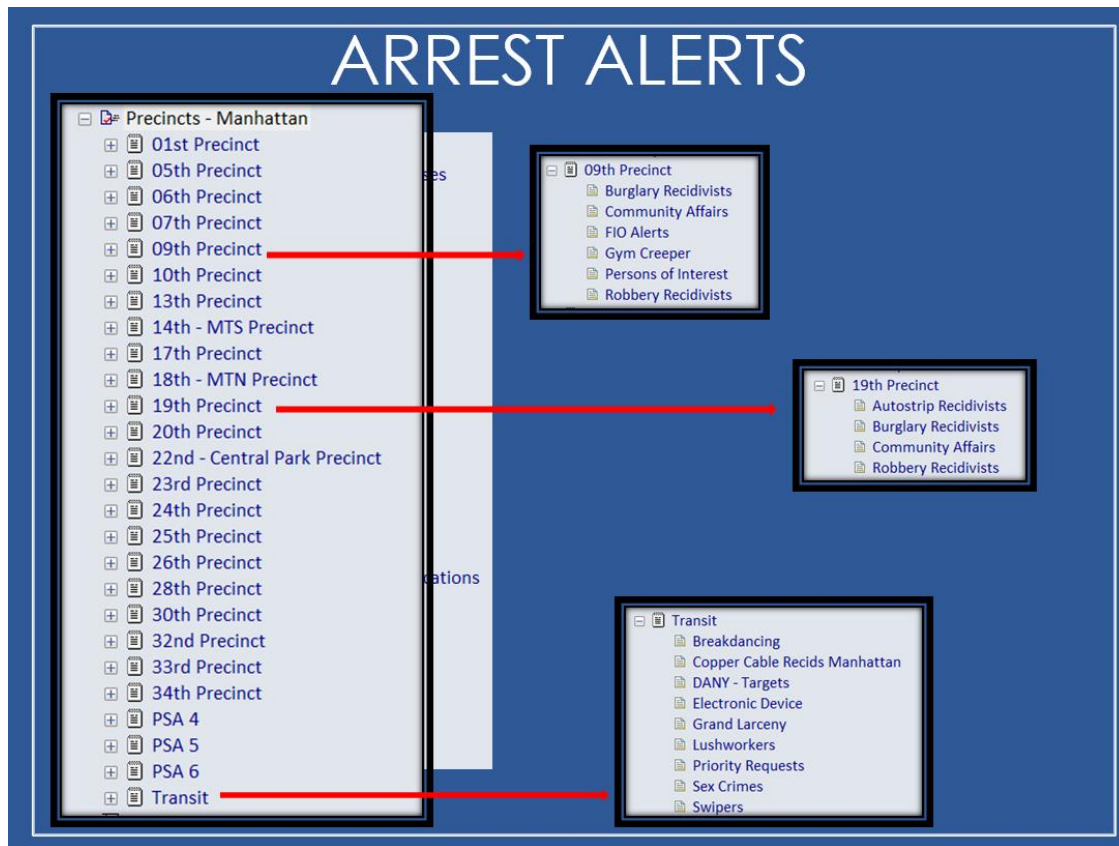 ARREST ALERTS
Precincts - Manhattan
01st Precinct
05th Precinct
06th Precinct
07th Precinct
09th Precinct
10th Precinct
13th Precinct
14th - MTS Precinct
17th Precinct
18th - MTN Precinct
19th Precinct
20th Precinct
22nd - Central Park Precinct
23rd Precinct
24th Precinct
25th Precinct
26th Precinct
28th Precinct
30th Precinct
32nd Precinct
33rd Precinct
34th Precinct
PSA 4
PSA 5
PSA 6
Transit
09th Precinct
Burglary Recidivists
Community Affairs
FIO Alerts
Gym Creeper
Persons of Interest
Robbery Recidivists
19th Precinct
Autostrip Recidivists
Burglary Recidivists
Community Affairs
Robbery Recidivists
Transit
Breakdancing
Copper Cable Recids Manhattan
DANY - Targets
Electronic Device
Grand Larceny
Lushworkers
Priority Requests
Sex Crimes
Swipers